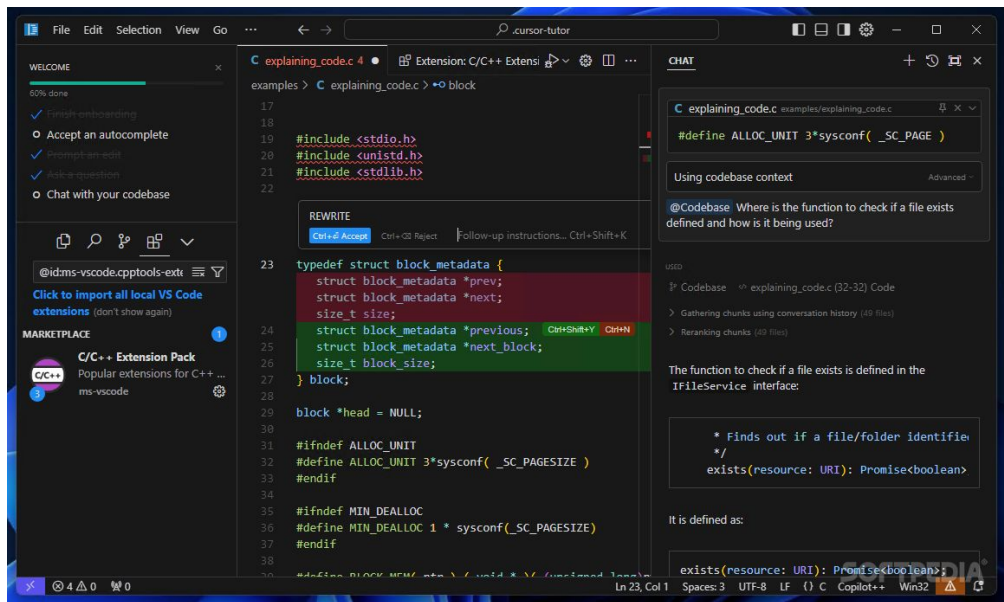 File Edit Selection View Go ··· ← → .cursor-tutor
WELCOME
60% done
Finish onboarding
Accept an autocomplete
Prompt an edit
Ask a question
Chat with your codebase
@id:ms-vscode.cpptools-exte
Click to import all local VS Code
extensions (don't show again)
MARKETPLACE 1
C/C++ Extension Pack
Popular extensions for C++ ...
ms-vscode
C/C++
3
C explaining_code.c 4 ● Extension: C/C++ Extensi
examples > C explaining_code.c > block
17
18
19 #include <stdio.h>
20 #include <unistd.h>
21 #include <stdlib.h>
22
REWRITE
Ctrl+⏎ Accept Ctrl+⌫ Reject Follow-up instructions... Ctrl+Shift+K
23 typedef struct block_metadata {
struct block_metadata *prev;
struct block_metadata *next;
size_t size;
24 struct block_metadata *previous; Ctrl+Shift+Y Ctrl+N
25 struct block_metadata *next_block;
26 size_t block_size;
27 } block;
28
29 block *head = NULL;
30
31 #ifndef ALLOC_UNIT
32 #define ALLOC_UNIT 3*sysconf( _SC_PAGESIZE )
33 #endif
34
35 #ifndef MIN_DEALLOC
36 #define MIN_DEALLOC 1 * sysconf(_SC_PAGESIZE)
37 #endif
38
CHAT
C explaining_code.c examples/explaining_code.c
#define ALLOC_UNIT 3*sysconf( _SC_PAGE )
Using codebase context Advanced
@Codebase Where is the function to check if a file exists
defined and how is it being used?
USED
Codebase explaining_code.c (32-32) Code
> Gathering chunks using conversation history (49 files)
> Reranking chunks (49 files)
The function to check if a file exists is defined in the
IFileService interface:
* Finds out if a file/folder identified
*/
exists(resource: URI): Promise<boolean>
It is defined as:
exists(resource: URI): Promise<boolean>;
SOFTPEDIA
4 0 0 Ln 23, Col 1 Spaces: 3 UTF-8 LF {} C Copilot++ Win32